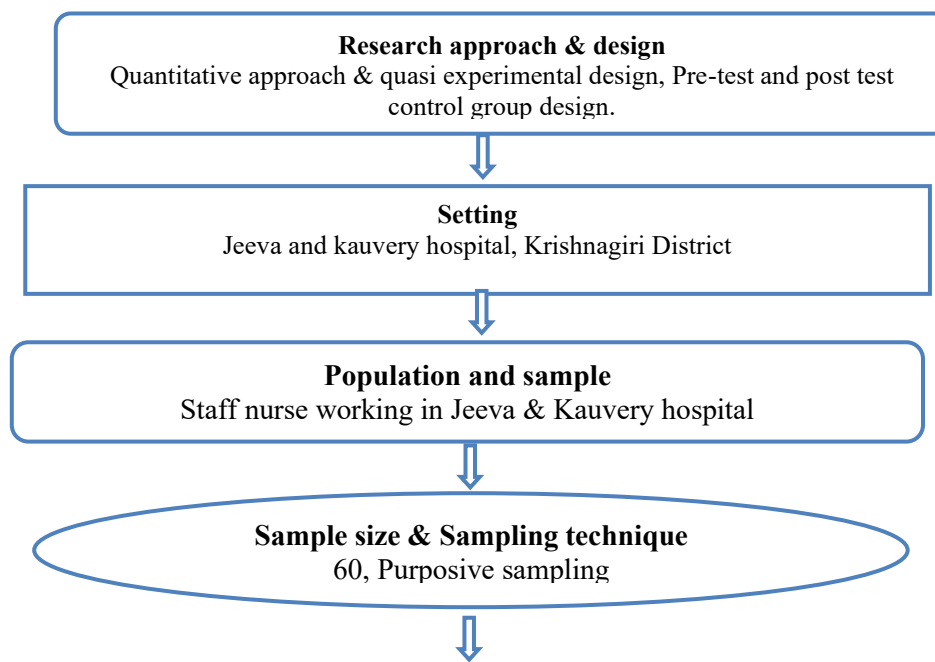 Research approach & design
Quantitative approach & quasi experimental design, Pre-test and post test
control group design.
Setting
Jeeva and kauvery hospital, Krishnagiri District
Population and sample
Staff nurse working in Jeeva & Kauvery hospital
Sample size & Sampling technique
60, Purposive sampling